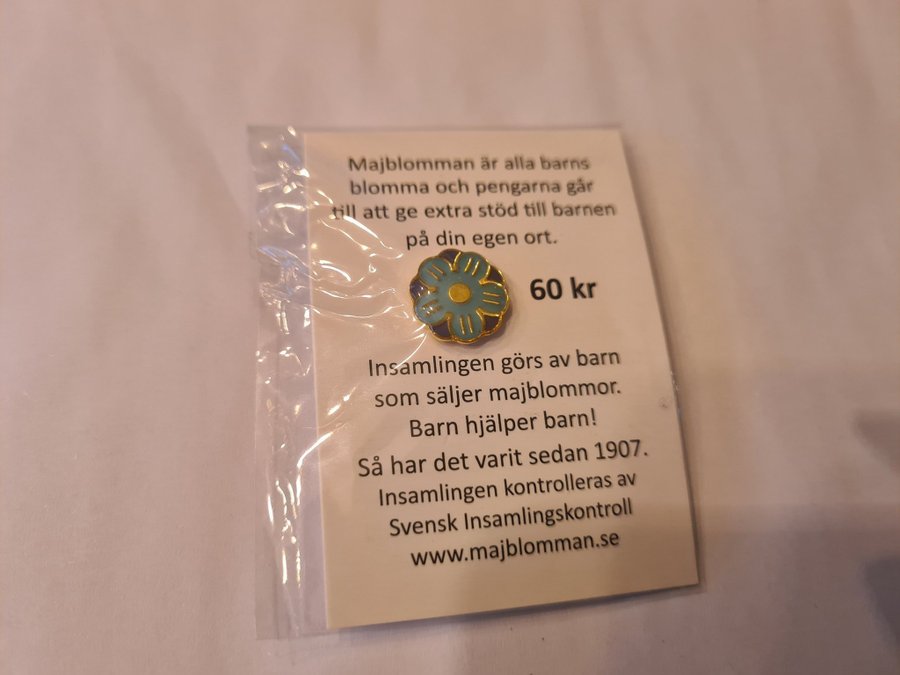 Majblomman är alla barns
blomma och pengarna går
till att ge extra stöd till barnen
på din egen ort.
60 kr
Insamlingen görs av barn
som säljer majblommor.
Barn hjälper barn!
Så har det varit sedan 1907.
Insamlingen kontrolleras av
Svensk Insamlingskontroll
www.majblomman.se